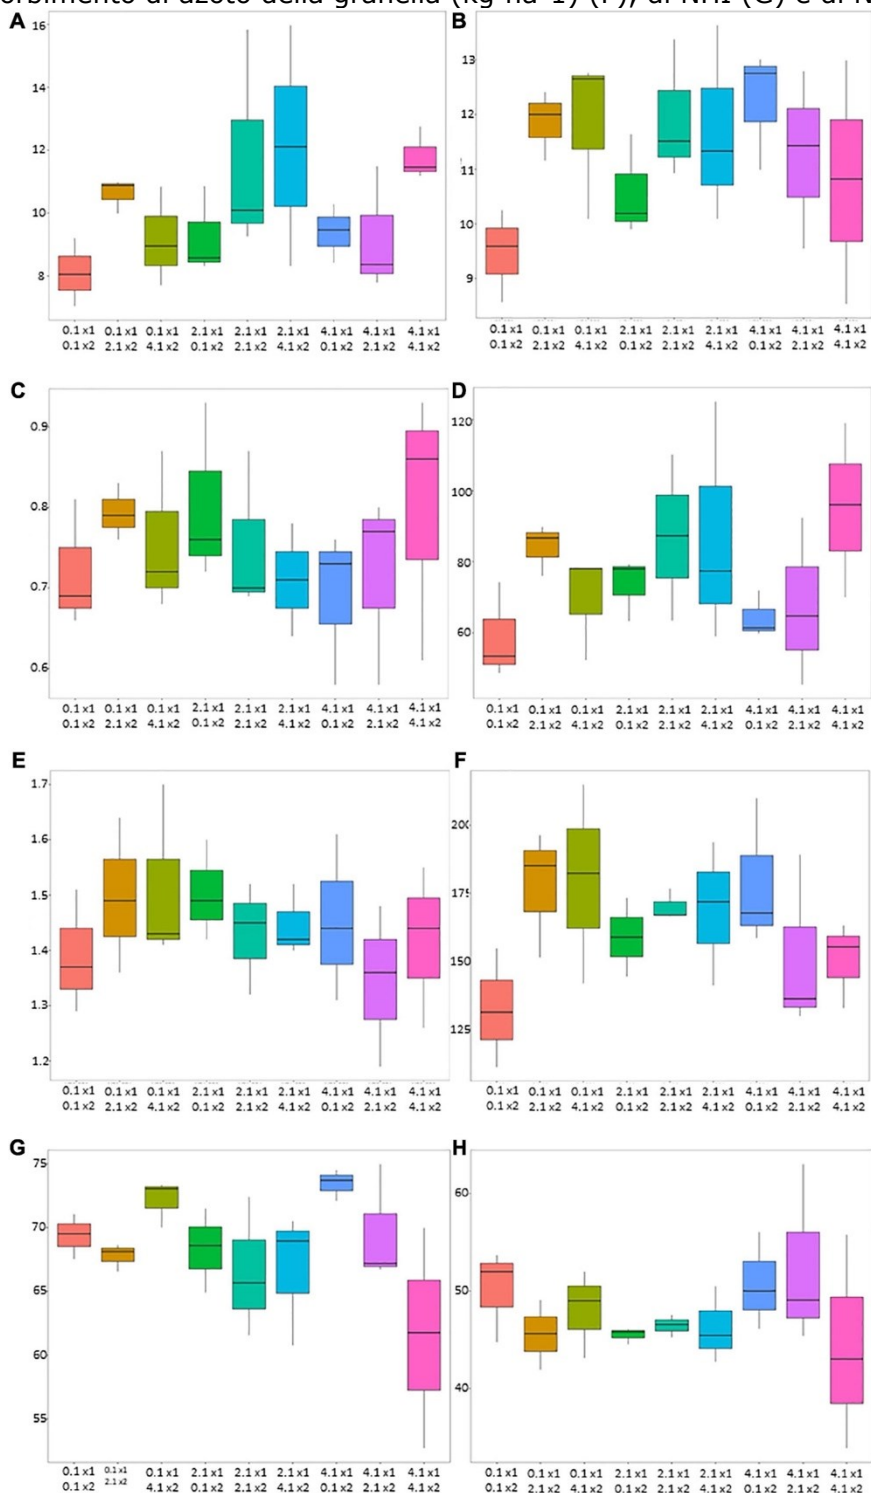 orbimento di azoto della granella (kg ha-1) (F), di NHI (G) e di N
A
16
14
12
10
8
0.1 x1 0.1 x1 0.1 x1 2.1 x1 2.1 x1 2.1 x1 4.1 x1 4.1 x1 4.1 x1
0.1 x2 2.1 x2 4.1 x2 0.1 x2 2.1 x2 4.1 x2 0.1 x2 2.1 x2 4.1 x2
B
13
12
11
10
9
0.1 x1 0.1 x1 0.1 x1 2.1 x1 2.1 x1 2.1 x1 4.1 x1 4.1 x1 4.1 x1
0.1 x2 2.1 x2 4.1 x2 0.1 x2 2.1 x2 4.1 x2 0.1 x2 2.1 x2 4.1 x2
C
0.9
0.8
0.7
0.6
0.1 x1 0.1 x1 0.1 x1 2.1 x1 2.1 x1 2.1 x1 4.1 x1 4.1 x1 4.1 x1
0.1 x2 2.1 x2 4.1 x2 0.1 x2 2.1 x2 4.1 x2 0.1 x2 2.1 x2 4.1 x2
D
120
100
80
60
0.1 x1 0.1 x1 0.1 x1 2.1 x1 2.1 x1 2.1 x1 4.1 x1 4.1 x1 4.1 x1
0.1 x2 2.1 x2 4.1 x2 0.1 x2 2.1 x2 4.1 x2 0.1 x2 2.1 x2 4.1 x2
E
1.7
1.6
1.5
1.4
1.3
1.2
0.1 x1 0.1 x1 0.1 x1 2.1 x1 2.1 x1 2.1 x1 4.1 x1 4.1 x1 4.1 x1
0.1 x2 2.1 x2 4.1 x2 0.1 x2 2.1 x2 4.1 x2 0.1 x2 2.1 x2 4.1 x2
F
200
175
150
125
0.1 x1 0.1 x1 0.1 x1 2.1 x1 2.1 x1 2.1 x1 4.1 x1 4.1 x1 4.1 x1
0.1 x2 2.1 x2 4.1 x2 0.1 x2 2.1 x2 4.1 x2 0.1 x2 2.1 x2 4.1 x2
G
75
70
65
60
55
0.1 x1 0.1 x1 0.1 x1 2.1 x1 2.1 x1 2.1 x1 4.1 x1 4.1 x1 4.1 x1
0.1 x2 2.1 x2 4.1 x2 0.1 x2 2.1 x2 4.1 x2 0.1 x2 2.1 x2 4.1 x2
H
60
50
40
0.1 x1 0.1 x1 0.1 x1 2.1 x1 2.1 x1 2.1 x1 4.1 x1 4.1 x1 4.1 x1
0.1 x2 2.1 x2 4.1 x2 0.1 x2 2.1 x2 4.1 x2 0.1 x2 2.1 x2 4.1 x2